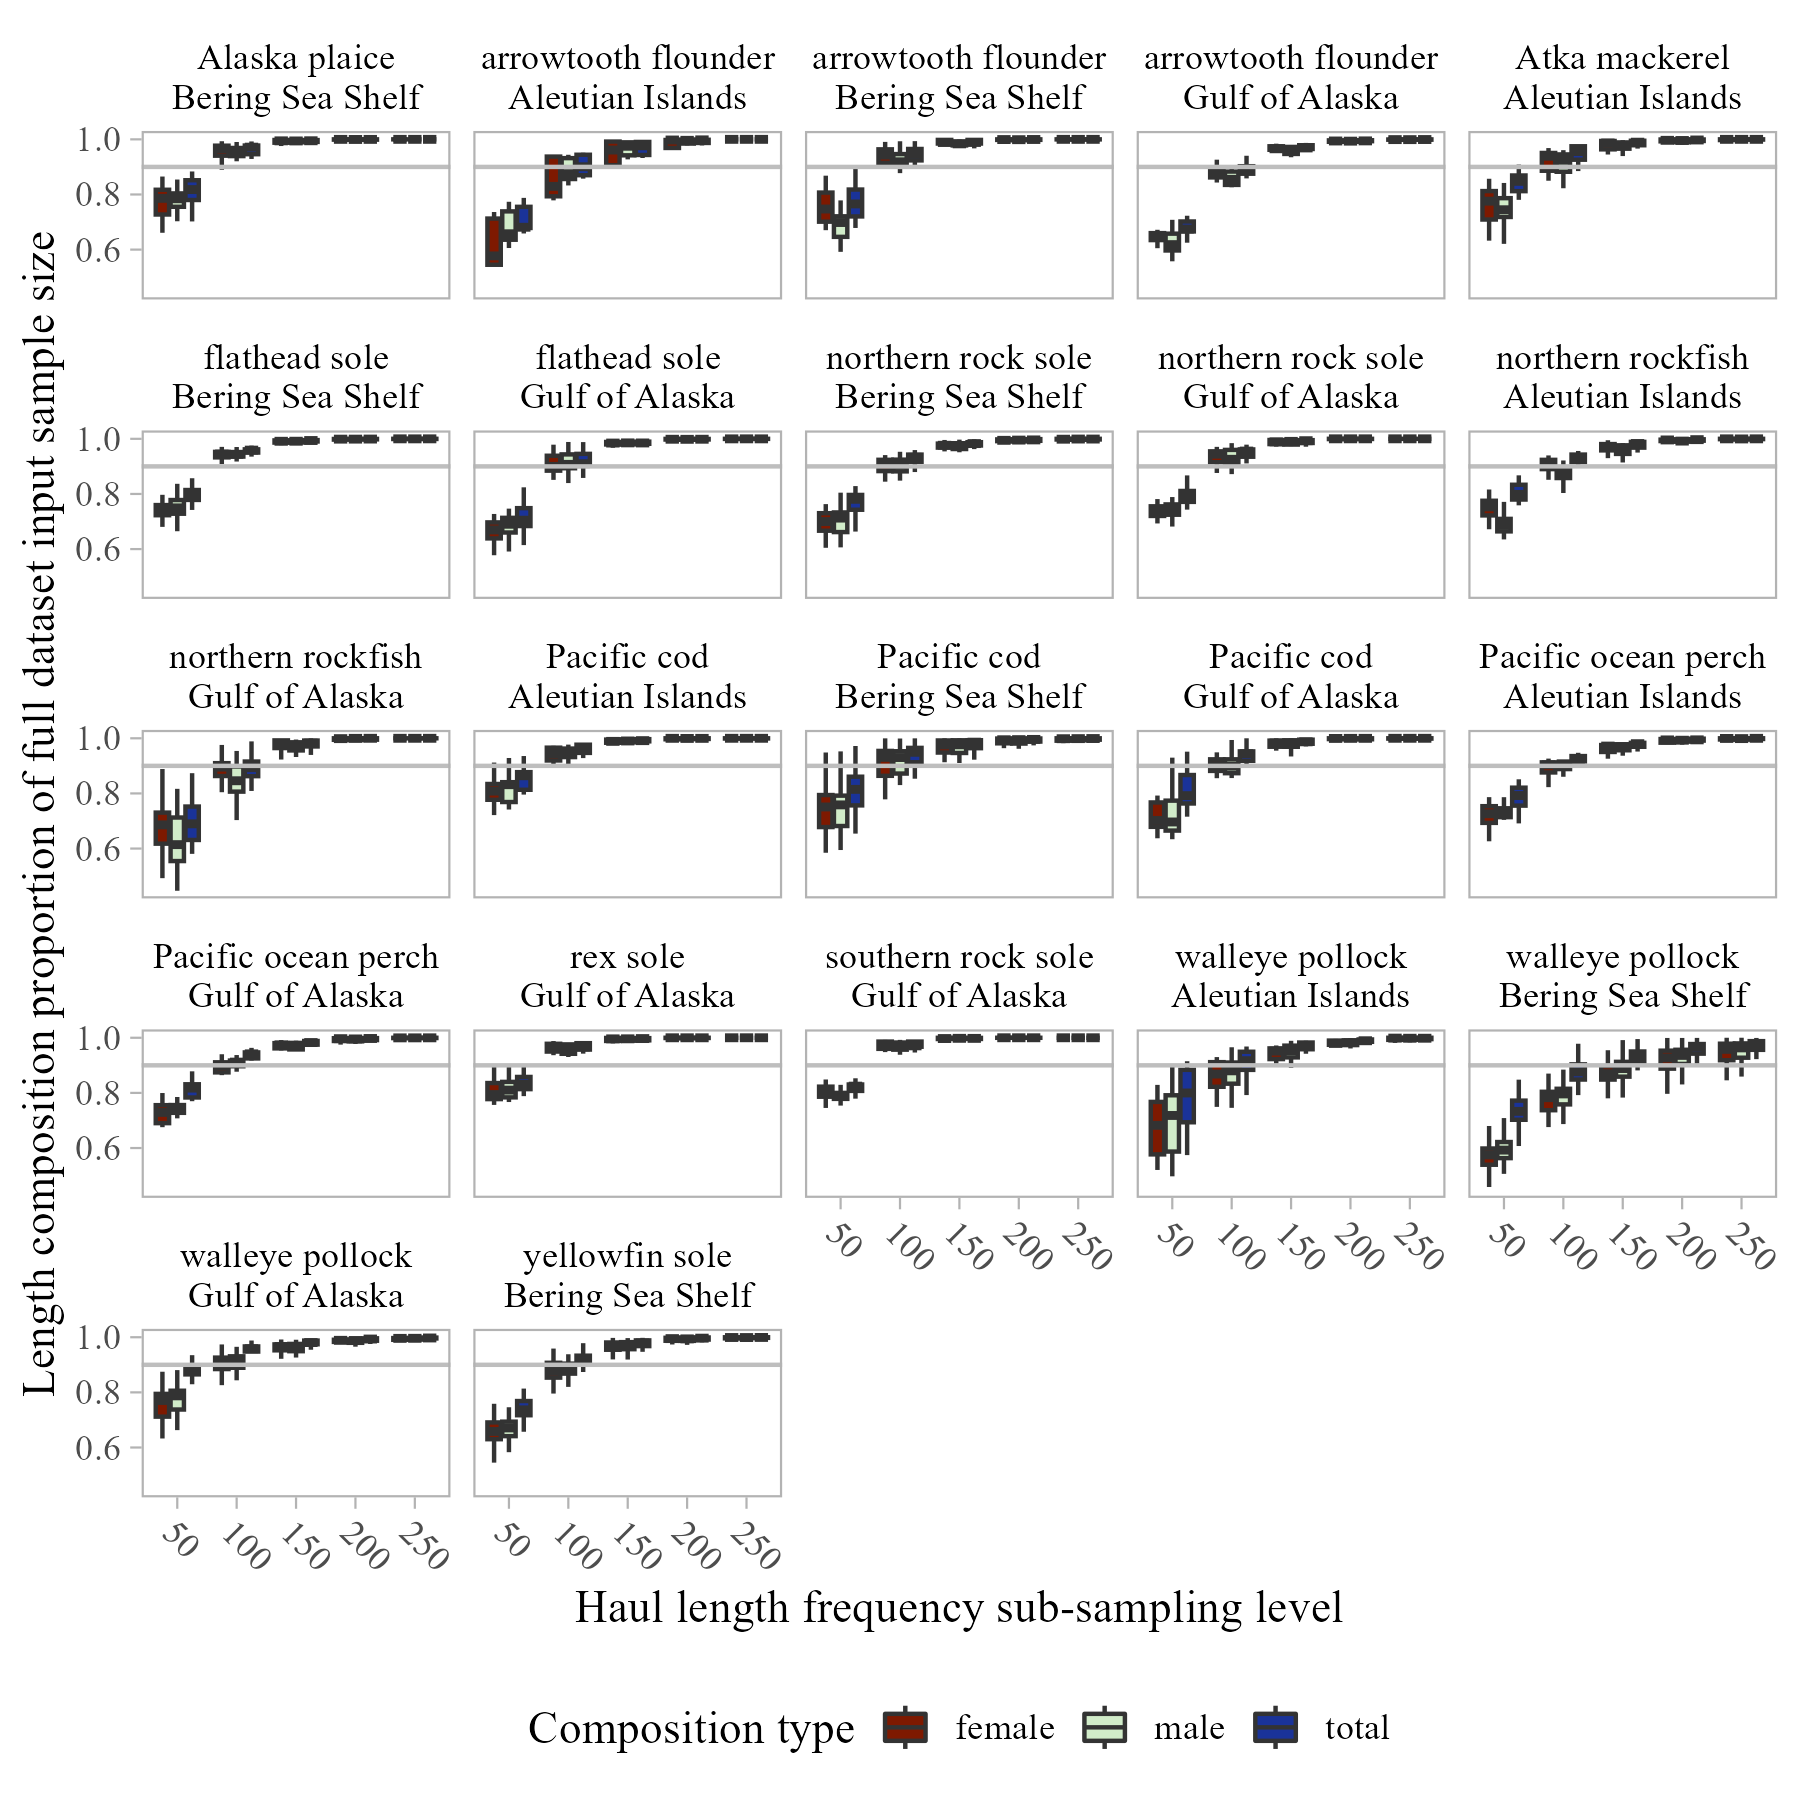 Alaska plaice
Bering Sea Shelf
arrowtooth flounder
Aleutian Islands
arrowtooth flounder
Bering Sea Shelf
arrowtooth flounder
Gulf of Alaska
Atka mackerel
Aleutian Islands
1.0
0.8
0.6
flathead sole
Bering Sea Shelf
flathead sole
Gulf of Alaska
northern rock sole
Bering Sea Shelf
northern rock sole
Gulf of Alaska
northern rockfish
Aleutian Islands
1.0
0.8
0.6
northern rockfish
Gulf of Alaska
Pacific cod
Aleutian Islands
Pacific cod
Bering Sea Shelf
Pacific cod
Gulf of Alaska
Pacific ocean perch
Aleutian Islands
1.0
0.8
0.6
Pacific ocean perch
Gulf of Alaska
rex sole
Gulf of Alaska
southern rock sole
Gulf of Alaska
walleye pollock
Aleutian Islands
walleye pollock
Bering Sea Shelf
1.0
0.8
0.6
50 100 150 200 250
50 100 150 200 250
50 100 150 200 250
walleye pollock
Gulf of Alaska
yellowfin sole
Bering Sea Shelf
1.0
0.8
0.6
50 100 150 200 250
50 100 150 200 250
Length composition proportion of full dataset input sample size
Haul length frequency sub-sampling level
Composition type female male total